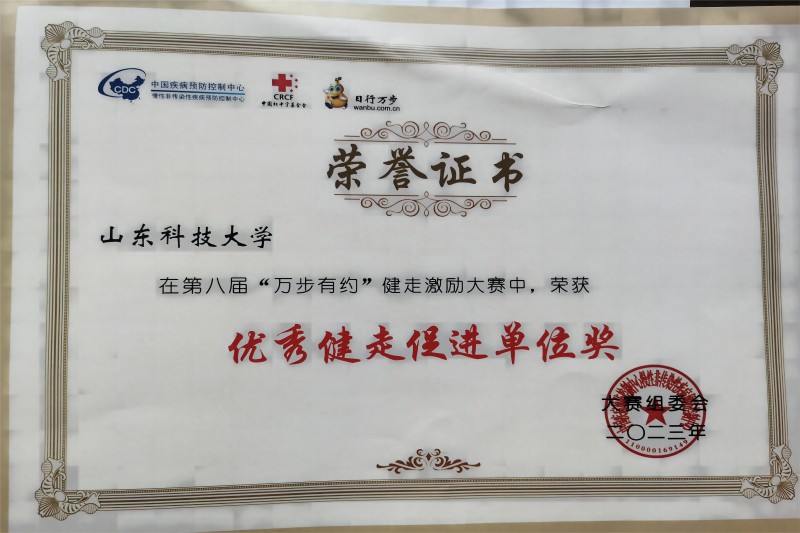 CDC 中国疾病预防控制中心
慢性非传染性疾病预防控制中心
CRCF
中国红十字基金会
日行万步
wanbu.com.cn
荣誉证书
山东科技大学
在第八届“万步有约”健走激励大赛中，荣获
优秀健走促进单位奖
大赛组委会
二〇二三年
110000169149